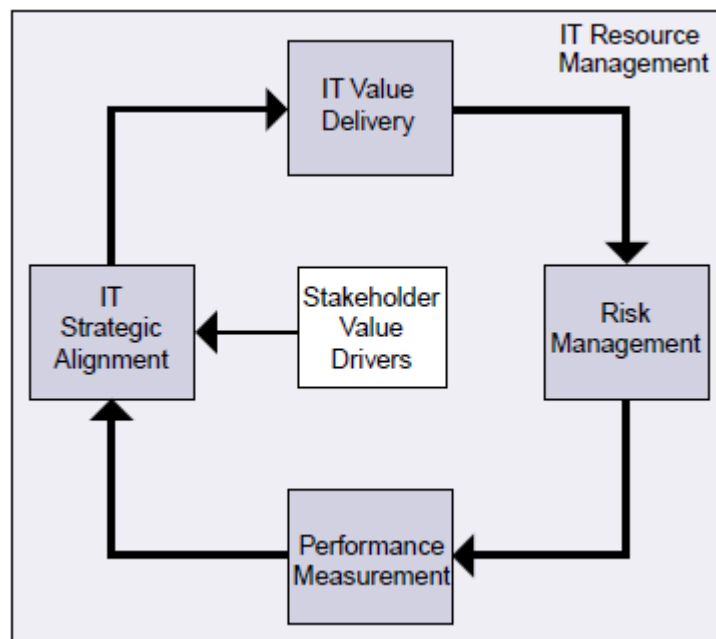 IT Resource
Management
IT Value
Delivery
IT
Strategic
Alignment
Stakeholder
Value
Drivers
Risk
Management
Performance
Measurement